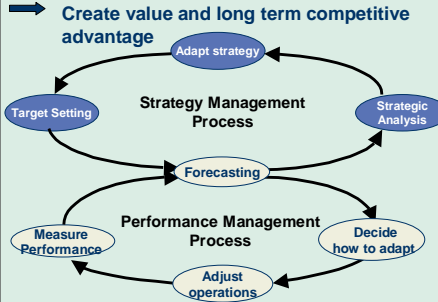 Create value and long term competitive
advantage
Adapt strategy
Target Setting
Strategy Management
Process
Strategic
Analysis
Forecasting
Measure
Performance
Performance Management
Process
Decide
how to adapt
Adjust
operations